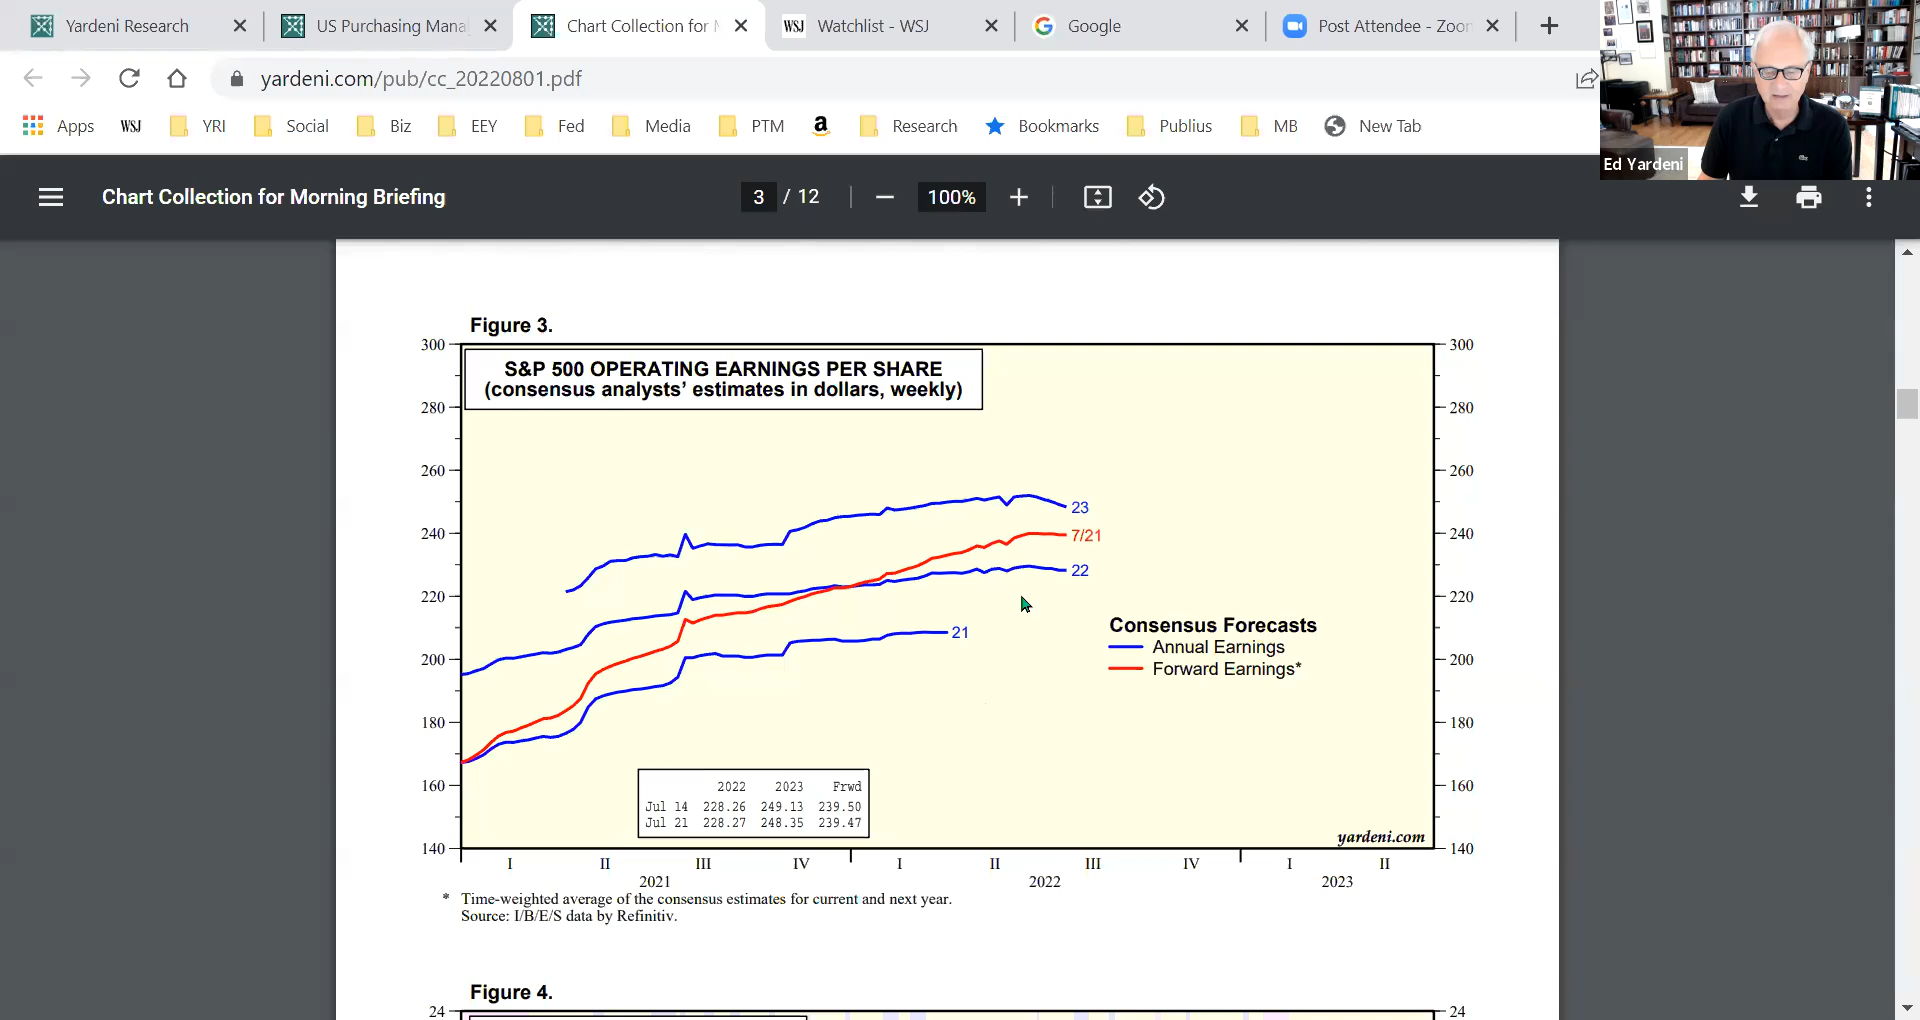 Yardeni Research
US Purchasing Mana
Chart Collection for M
WSJ Watchlist - WSJ
Google
Post Attendee - Zoom
yardeni.com/pub/cc_20220801.pdf
Apps WSJ YRI Social Biz EEY Fed Media PTM a Research Bookmarks Publius MB New Tab
Ed Yardeni
Chart Collection for Morning Briefing
3 / 12
100%
Figure 3.
S&P 500 OPERATING EARNINGS PER SHARE
(consensus analysts' estimates in dollars, weekly)
300 300
280 280
260 260
240 240
220 220
200 200
180 180
160 160
140 140
23
7/21
22
21
Consensus Forecasts
Annual Earnings
Forward Earnings*
2022 2023 Frwd
Jul 14 228.26 249.13 239.50
Jul 21 228.27 248.35 239.47
yardeni.com
I II III IV I II III IV I II
2021 2022 2023
* Time-weighted average of the consensus estimates for current and next year.
Source: I/B/E/S data by Refinitiv.
Figure 4.
24 24